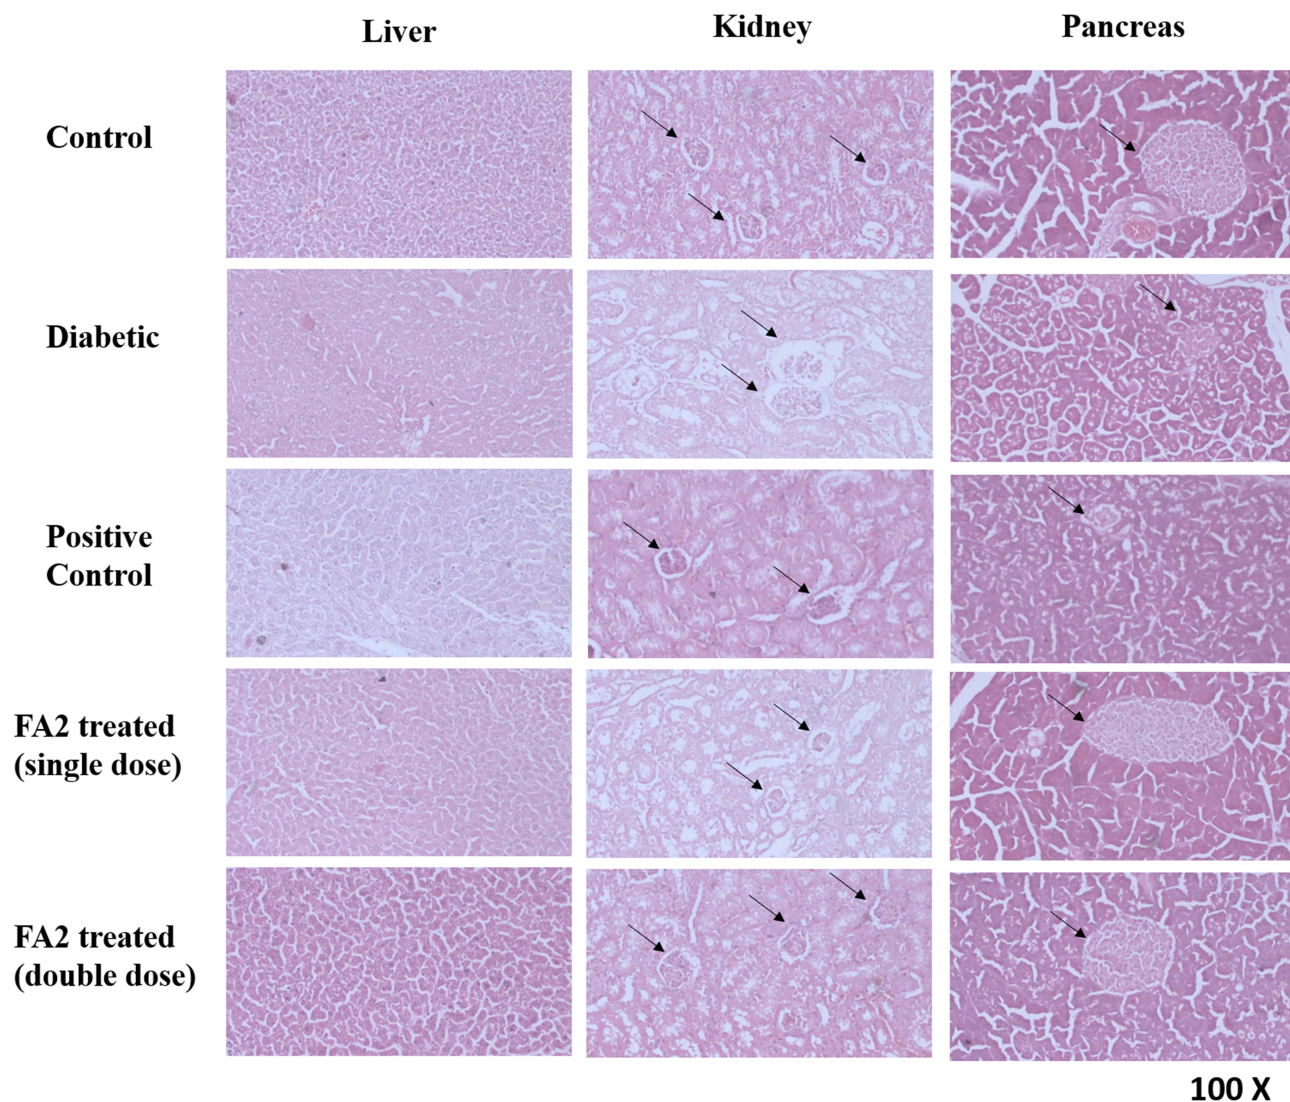 Liver
Kidney
Pancreas
Control
Diabetic
Positive
Control
FA2 treated
(single dose)
FA2 treated
(double dose)
100 X